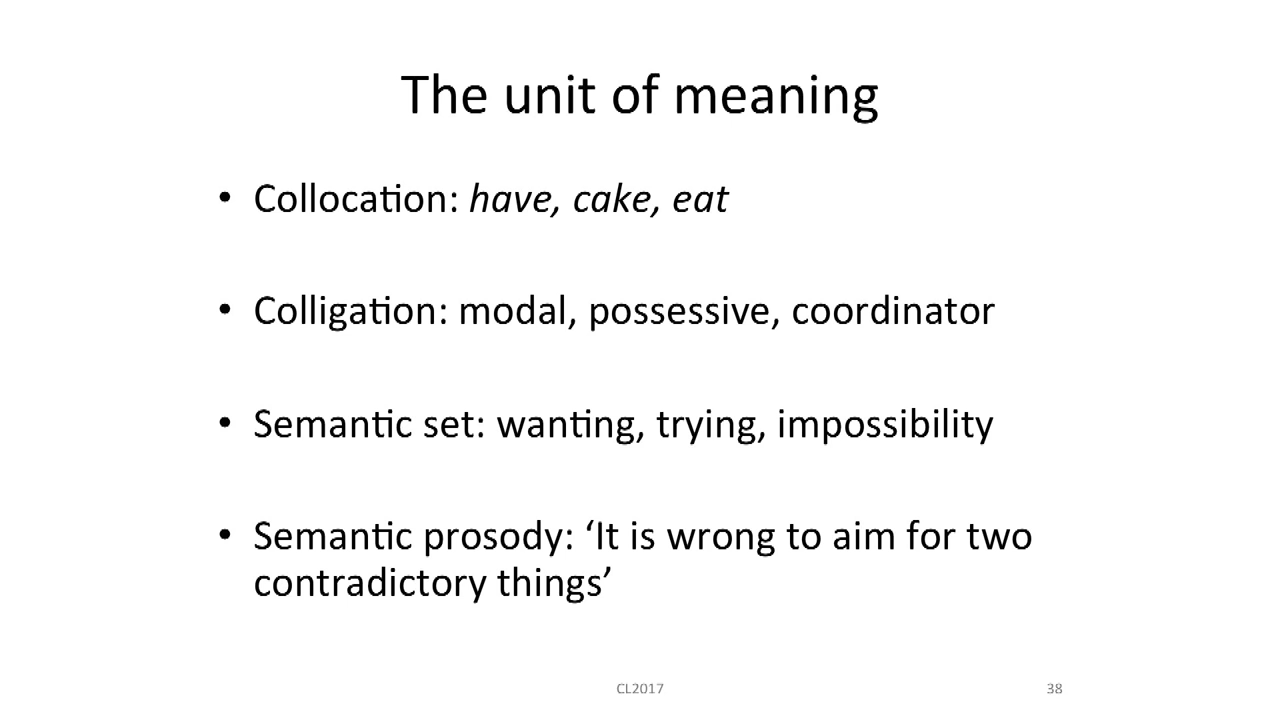 The unit of meaning
• Collocation: have, cake, eat
• Colligation: modal, possessive, coordinator
• Semantic set: wanting, trying, impossibility
• Semantic prosody: ‘It is wrong to aim for two
contradictory things’
CL2017
38